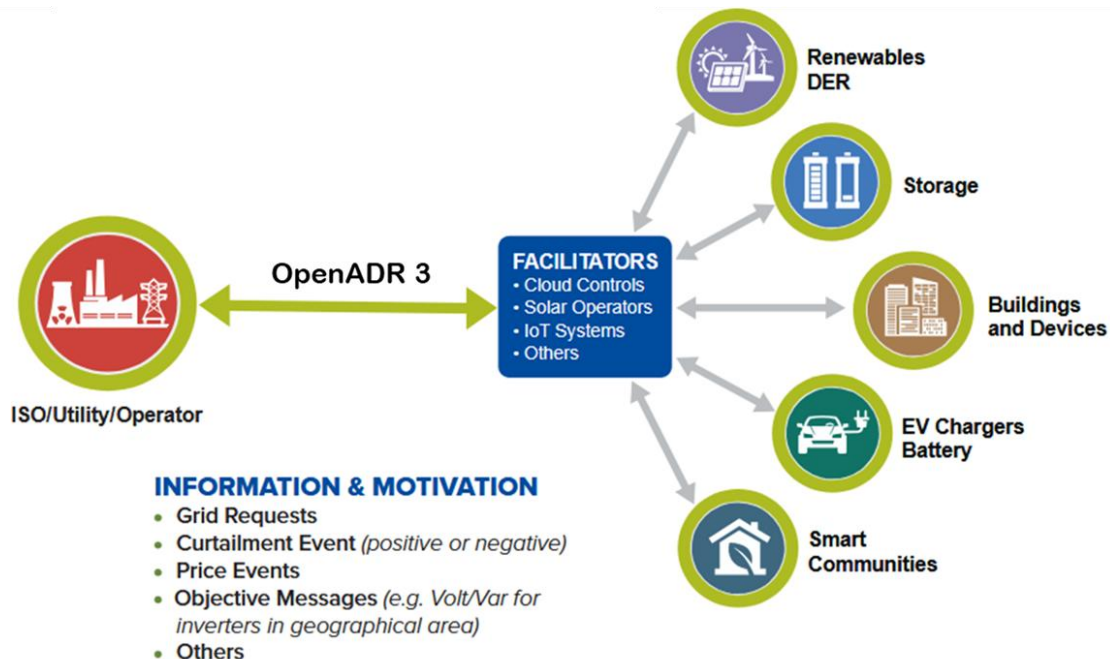 Renewables
DER
Storage
OpenADR 3
FACILITATORS
• Cloud Controls
• Solar Operators
• IoT Systems
• Others
Buildings
and Devices
ISO/Utility/Operator
EV Chargers
Battery
INFORMATION & MOTIVATION
• Grid Requests
• Curtailment Event (positive or negative)
• Price Events
• Objective Messages (e.g. Volt/Var for
inverters in geographical area)
• Others
Smart
Communities